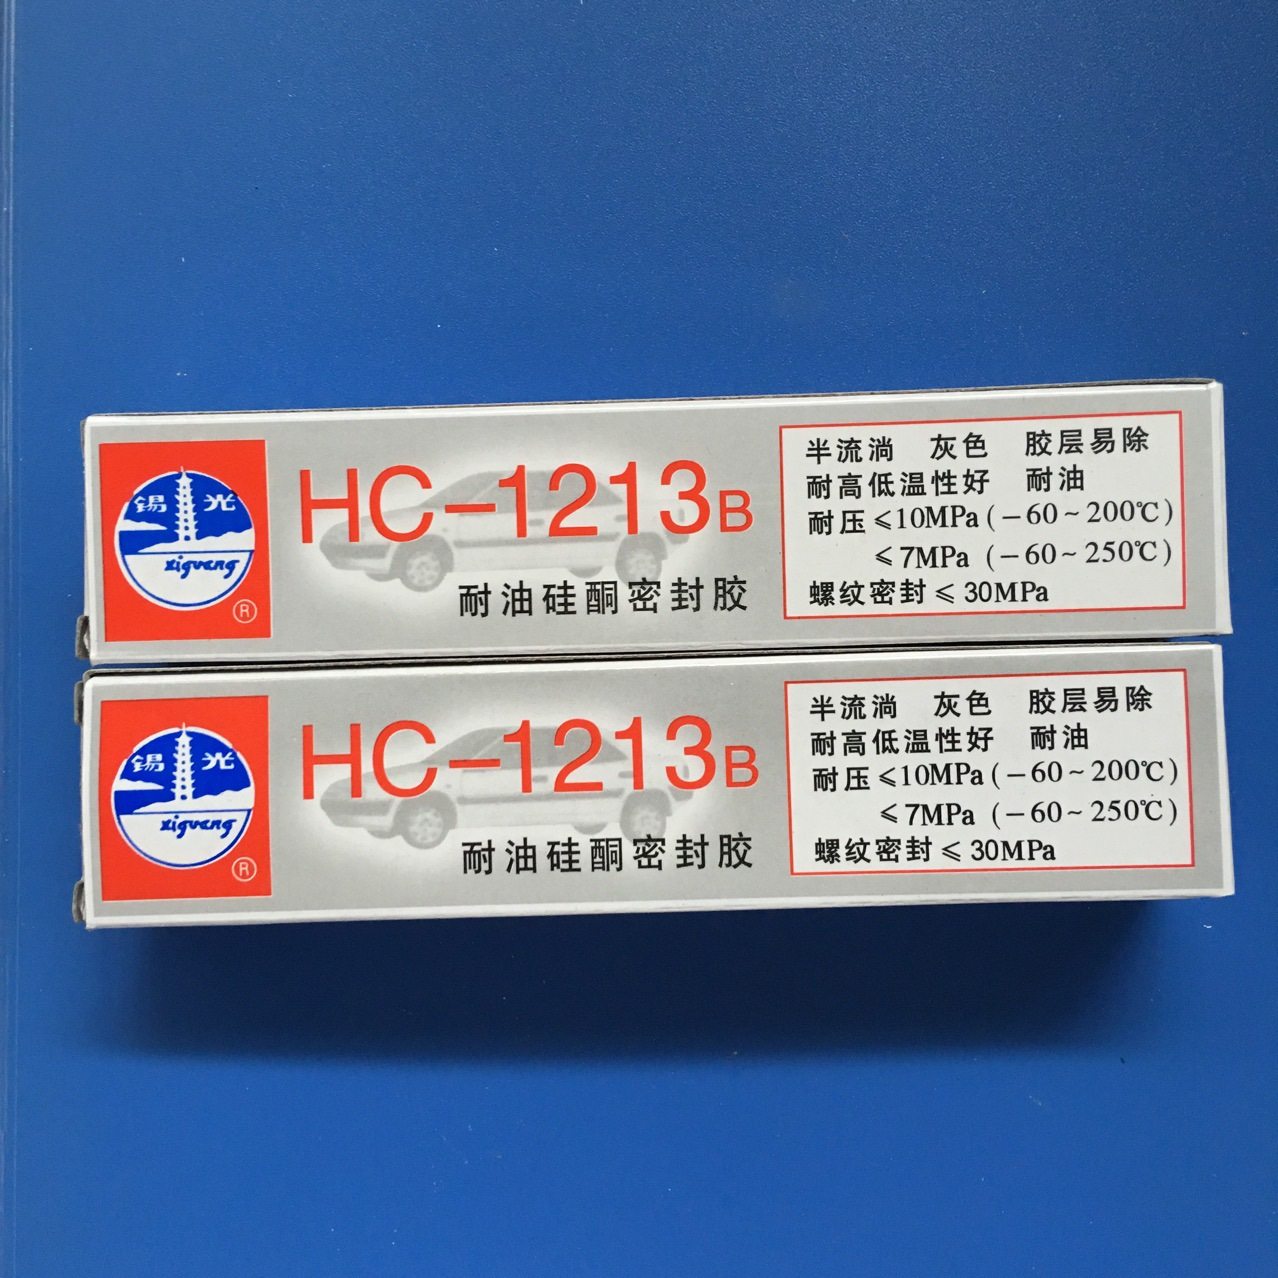 锡光
xiguang
®
HC-1213B
耐油硅酮密封胶
半流淌 灰色 胶层易除
耐高低温性好 耐油
耐压≤10MPa(-60~200℃)
≤7MPa (-60~250℃)
螺纹密封≤30MPa
锡光
xiguang
®
HC-1213B
耐油硅酮密封胶
半流淌 灰色 胶层易除
耐高低温性好 耐油
耐压≤10MPa(-60~200℃)
≤7MPa (-60~250℃)
螺纹密封≤30MPa